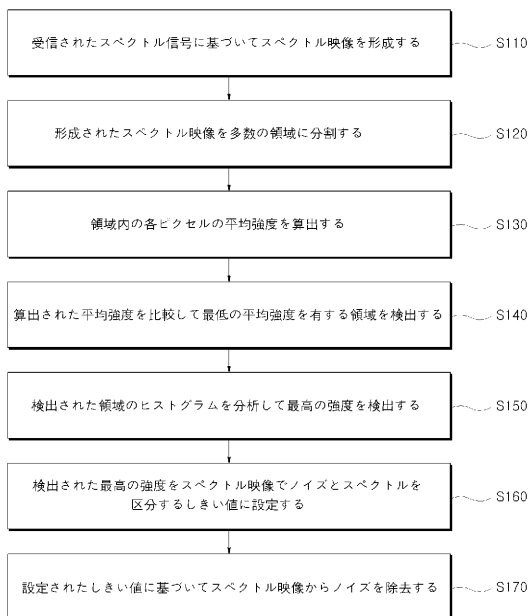 受信されたスペクトル信号に基づいてスペクトル映像を形成する
S110
形成されたスペクトル映像を多数の領域に分割する
S120
領域内の各ピクセルの平均強度を算出する
S130
算出された平均強度を比較して最低の平均強度を有する領域を検出する
S140
検出された領域のヒストグラムを分析して最高の強度を検出する
S150
検出された最高の強度をスペクトル映像でノイズとスペクトルを
区分するしきい値に設定する
S160
設定されたしきい値に基づいてスペクトル映像からノイズを除去する
S170